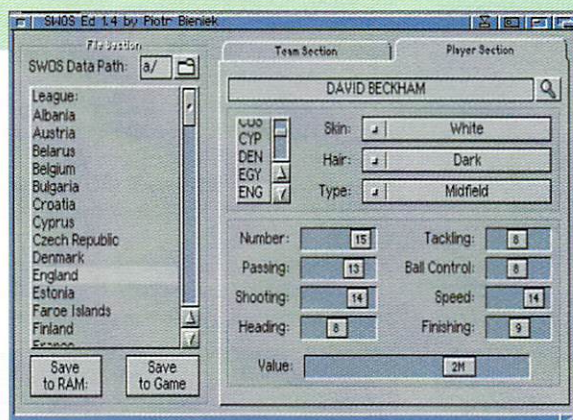 SWOS Ed 1.4 by Piotr Bieniek
File Section
SWOS Data Path: a/
League:
Albania
Austria
Belarus
Belgium
Bulgaria
Croatia
Cyprus
Czech Republic
Denmark
England
Estonia
Faroe Islands
Finland
France
Save to RAM:
Save to Game
Team Section
Player Section
DAVID BECKHAM
COS
CYP
DEN
EGY
ENG
Skin: White
Hair: Dark
Type: Midfield
Number: 15
Tackling: 8
Passing: 13
Ball Control: 8
Shooting: 14
Speed: 14
Heading: 8
Finishing: 9
Value: 2M